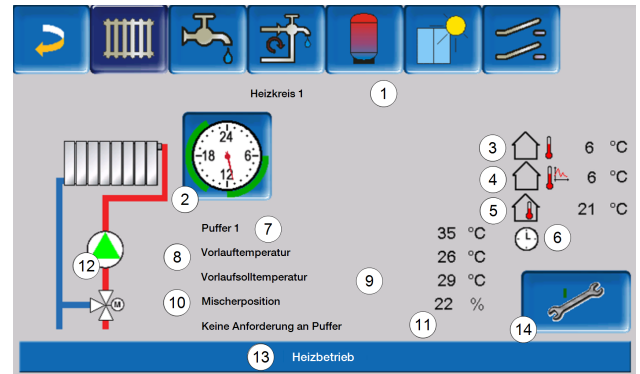 Heizkreis 1
1
24
18
6
12
2
3
6 °C
4
6 °C
5
21 °C
6
Puffer 1
7
35 °C
8
Vorlauftemperatur
26 °C
Vorlaufsolltemperatur
9
29 °C
10
Mischerposition
22 %
Keine Anforderung an Puffer
11
12
M
14
13
Heizbetrieb